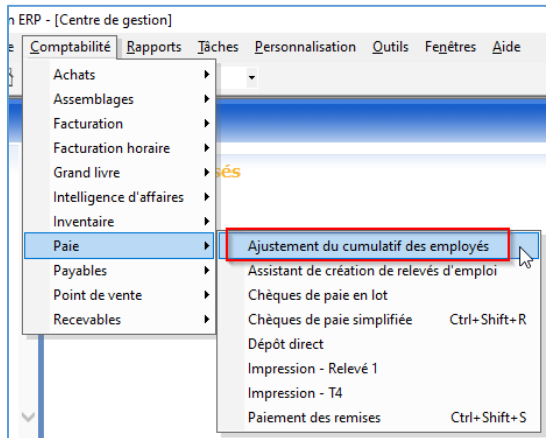 n ERP - [Centre de gestion]
e Comptabilité Rapports Tâches Personnalisation Outils Fenêtres Aide
Achats
Assemblages
Facturation
Facturation horaire
Grand livre
Intelligence d'affaires
Inventaire
Paie
Payables
Point de vente
Recevables
sés
Ajustement du cumulatif des employés
Assistant de création de relevés d'emploi
Chèques de paie en lot
Chèques de paie simplifiée Ctrl+Shift+R
Dépôt direct
Impression - Relevé 1
Impression - T4
Paiement des remises Ctrl+Shift+S